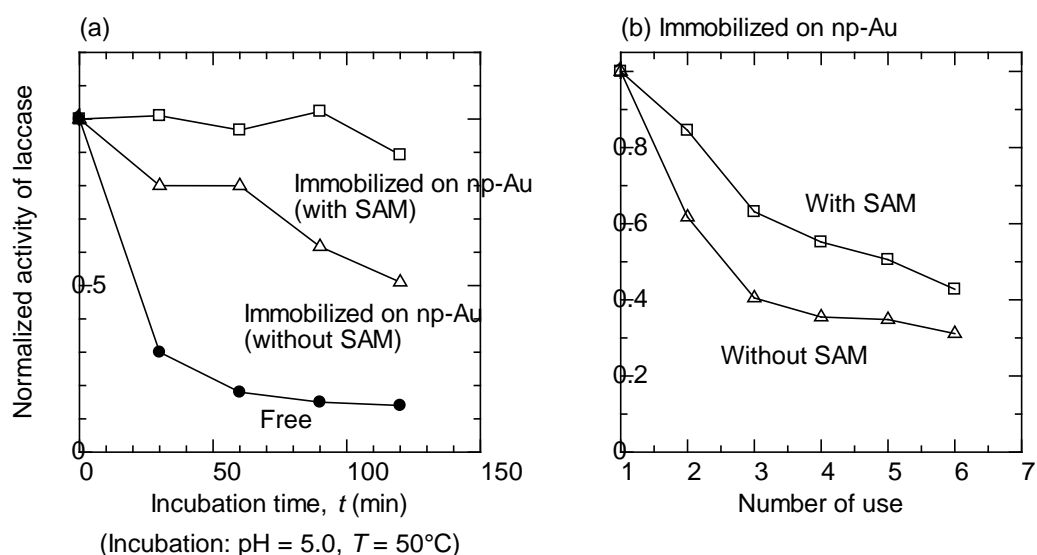 (a)
Normalized activity of laccase
0.5
0
Immobilized on np-Au
(with SAM)
Immobilized on np-Au
(without SAM)
Free
0 50 100 150
Incubation time, t (min)
(Incubation: pH = 5.0, T = 50°C)
(b) Immobilized on np-Au
0.8
0.6
0.4
0.2
0
With SAM
Without SAM
1 2 3 4 5 6 7
Number of use